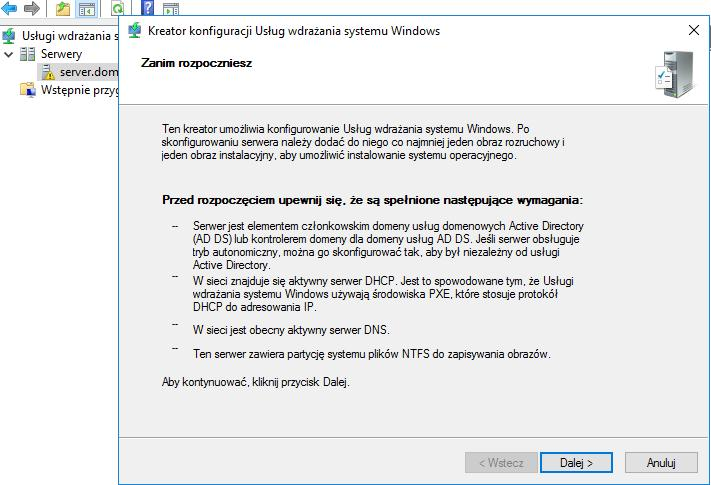 Kreator konfiguracji Usług wdrażania systemu Windows
Usługi wdrażania s
Serwery
server.dom
Wstępnie przyg
Zanim rozpoczniesz
Ten kreator umożliwia konfigurowanie Usług wdrażania systemu Windows. Po
skonfigurowaniu serwera należy dodać do niego co najmniej jeden obraz rozruchowy i
jeden obraz instalacyjny, aby umożliwić instalowanie systemu operacyjnego.
Przed rozpoczęciem upewnij się, że są spełnione następujące wymagania:
-- Serwer jest elementem członkowskim domeny usług domenowych Active Directory
(AD DS) lub kontrolerem domeny dla domeny usług AD DS. Jeśli serwer obsługuje
tryb autonomiczny, można go skonfigurować tak, aby był niezależny od usługi
Active Directory.
-- W sieci znajduje się aktywny serwer DHCP. Jest to spowodowane tym, że Usługi
wdrażania systemu Windows używają środowiska PXE, które stosuje protokół
DHCP do adresowania IP.
-- W sieci jest obecny aktywny serwer DNS.
-- Ten serwer zawiera partycję systemu plików NTFS do zapisywania obrazów.
Aby kontynuować, kliknij przycisk Dalej.
< Wstecz
Dalej >
Anuluj